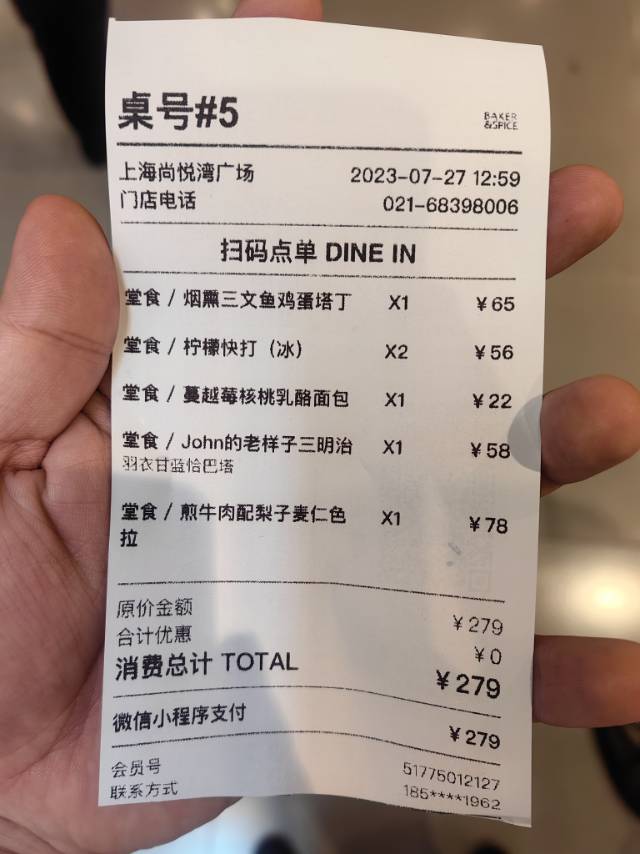 桌号#5
BAKER
&SPICE
上海尚悦湾广场 2023-07-27 12:59
门店电话 021-68398006
扫码点单 DINE IN
堂食 / 烟熏三文鱼鸡蛋塔丁 X1 ¥65
堂食 / 柠檬快打（冰） X2 ¥56
堂食 / 蔓越莓核桃乳酪面包 X1 ¥22
堂食 / John的老样子三明治 X1 ¥58
羽衣甘蓝恰巴塔
堂食 / 煎牛肉配梨子麦仁色 X1 ¥78
拉
原价金额 ¥279
合计优惠 ¥0
消费总计 TOTAL ¥279
微信小程序支付 ¥279
会员号 51775012127
联系方式 185****1962